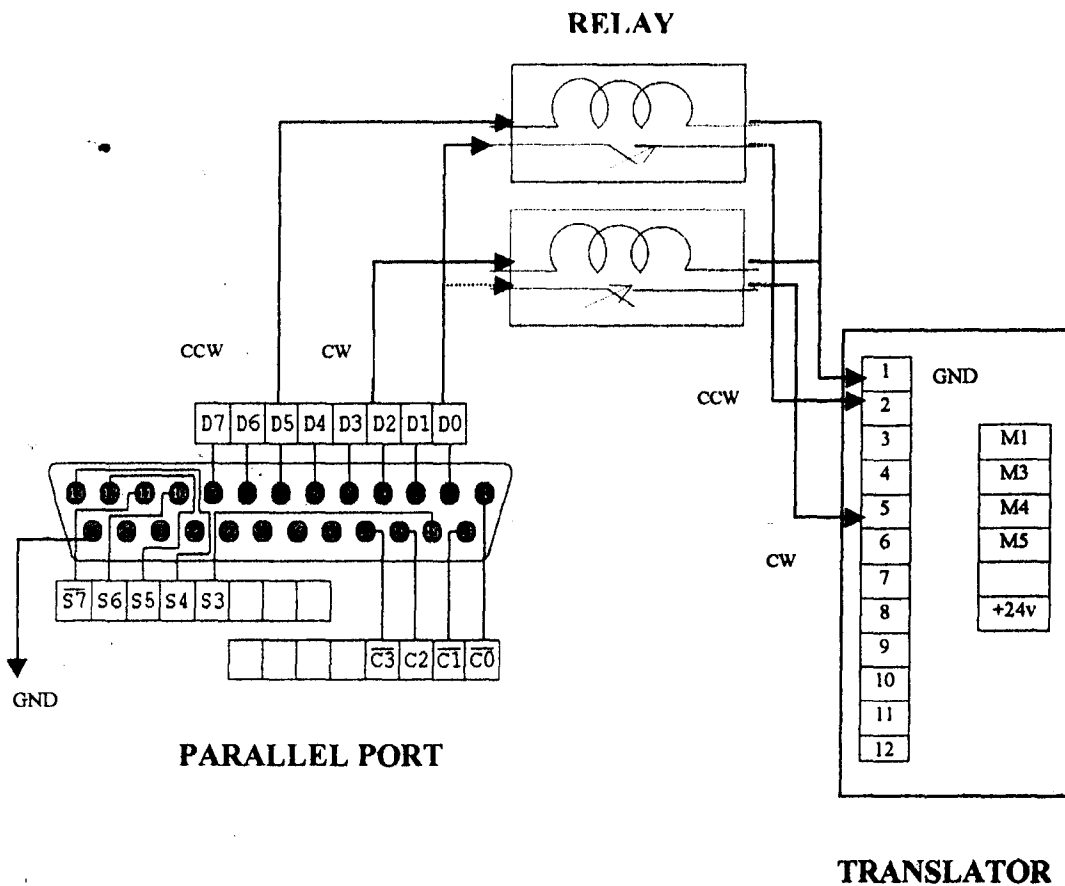 RELAY
CCW
CW
D7 D6 D5 D4 D3 D2 D1 D0
S̅7̅ S6 S5 S4 S3
C̅3̅ C2 C̅1̅ C̅0̅
GND
PARALLEL PORT
CCW
CW
1
2
3
4
5
6
7
8
9
10
11
12
GND
M1
M3
M4
M5
+24v
TRANSLATOR